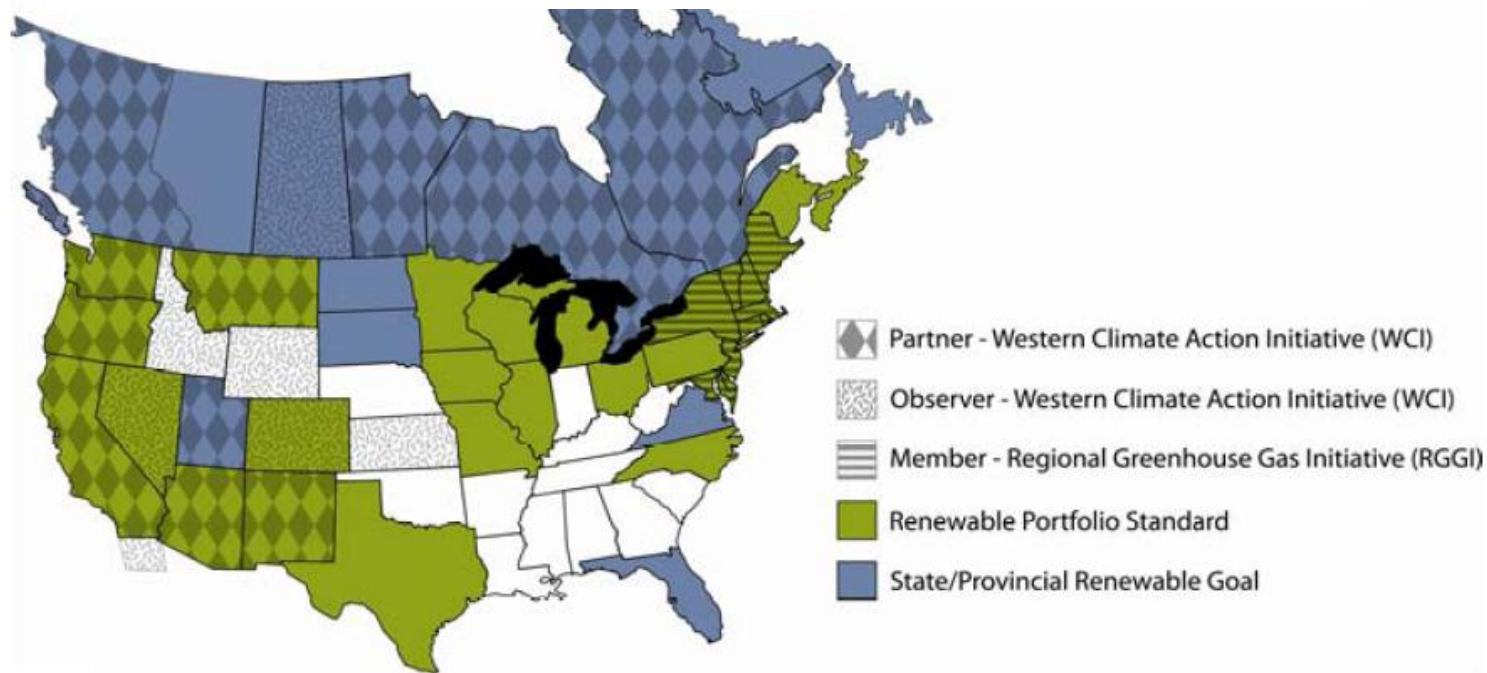 Partner - Western Climate Action Initiative (WCI)
Observer - Western Climate Action Initiative (WCI)
Member - Regional Greenhouse Gas Initiative (RGGI)
Renewable Portfolio Standard
State/Provincial Renewable Goal